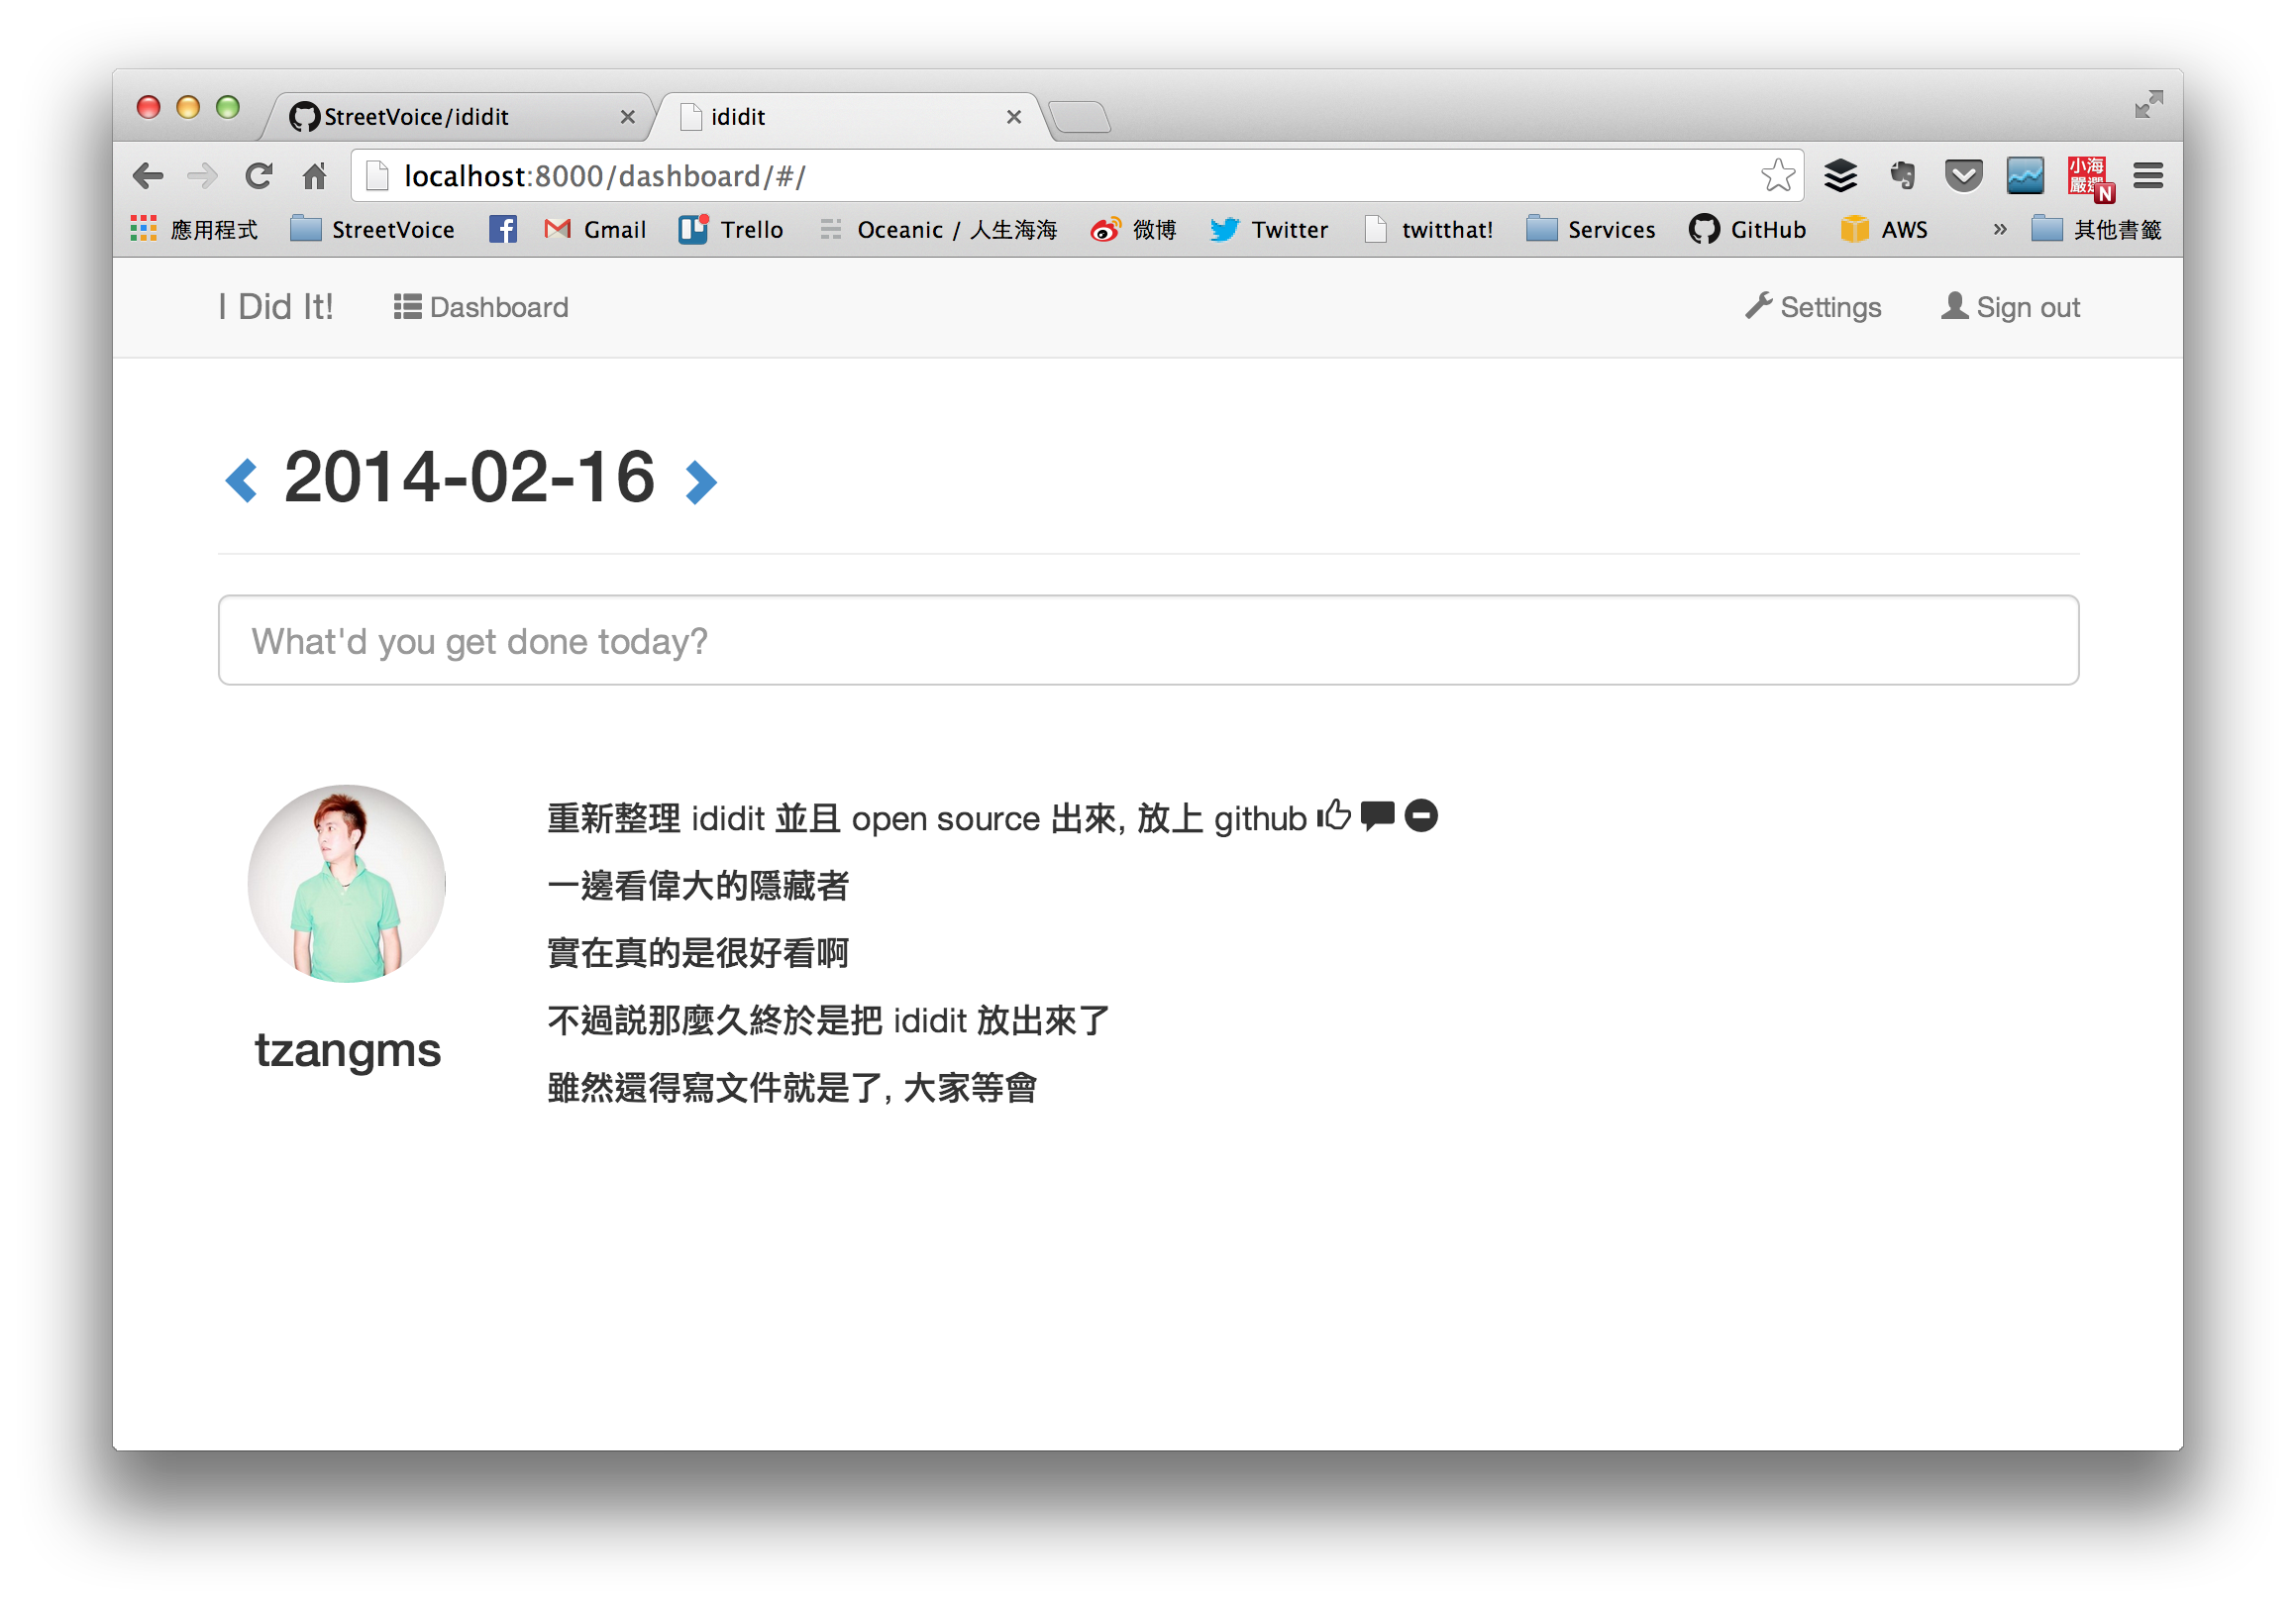 StreetVoice/ididit
ididit
localhost:8000/dashboard/#/
小海
嚴選
N
應用程式 StreetVoice Gmail Trello Oceanic / 人生海海 微博 Twitter twitthat! Services GitHub AWS » 其他書籤
I Did It! Dashboard Settings Sign out
2014-02-16
What'd you get done today?
重新整理 ididit 並且 open source 出來, 放上 github
一邊看偉大的隱藏者
實在真的是很好看啊
不過説那麼久終於是把 ididit 放出來了
雖然還得寫文件就是了, 大家等會
tzangms